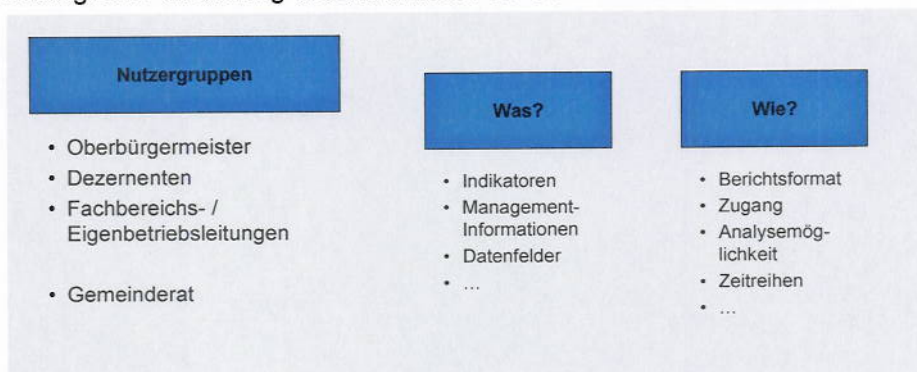 Nutzergruppen
• Oberbürgermeister
• Dezernenten
• Fachbereichs- /
Eigenbetriebsleitungen
• Gemeinderat
Was?
• Indikatoren
• Management-
Informationen
• Datenfelder
• ...
Wie?
• Berichtsformat
• Zugang
• Analysemög-
lichkeit
• Zeitreihen
• ...